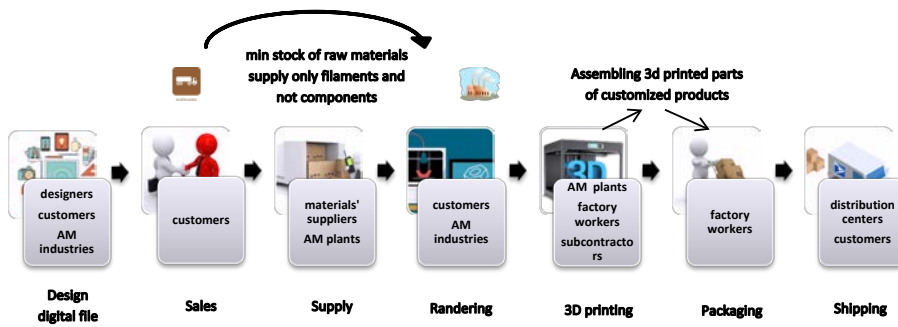 min stock of raw materials
supply only filaments and
not components
Assembling 3d printed parts
of customized products
designers
customers
AM
industries
customers
materials'
suppliers
AM plants
customers
AM
industries
3D
AM plants
factory
workers
subcontracto
rs
factory
workers
distribution
centers
customers
Design
digital file
Sales
Supply
Randering
3D printing
Packaging
Shipping